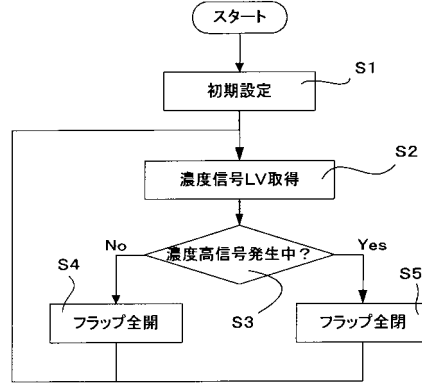 スタート
S1
初期設定
S2
濃度信号LV取得
No
濃度高信号発生中？
Yes
S4
S3
S5
フラップ全開
フラップ全閉